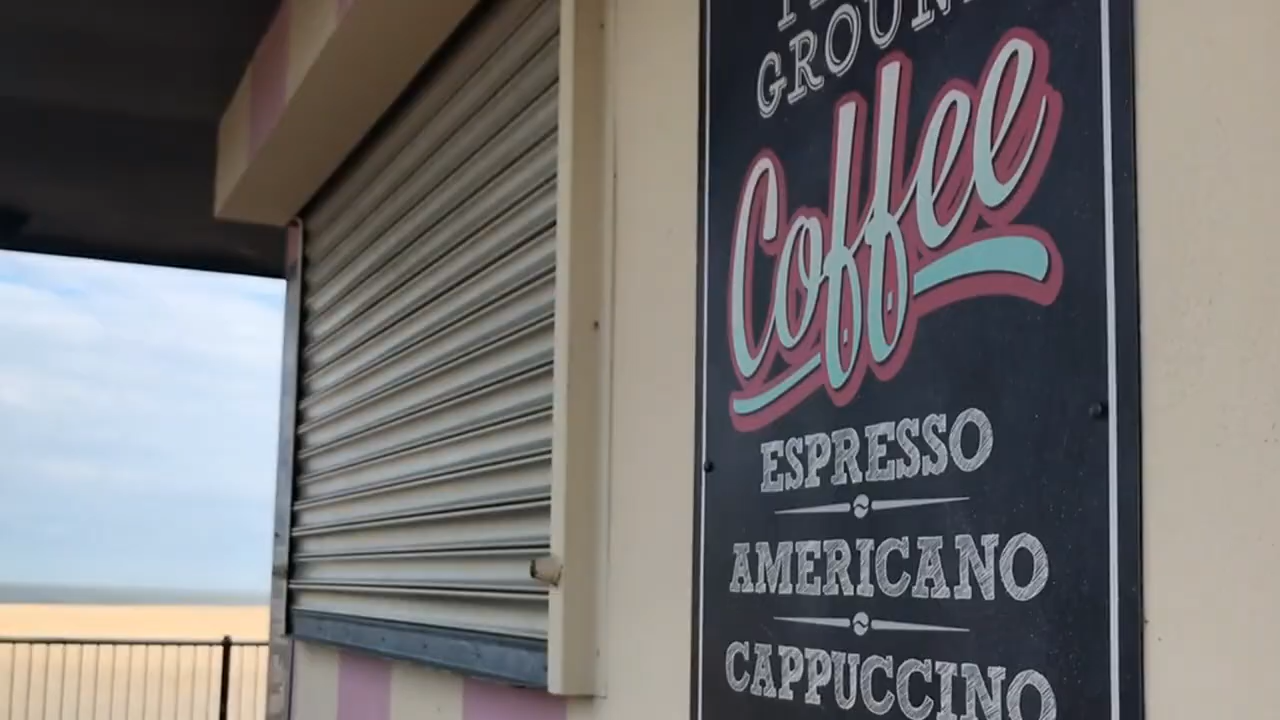 GROUND
Coffee
ESPRESSO
AMERICANO
CAPPUCCINO